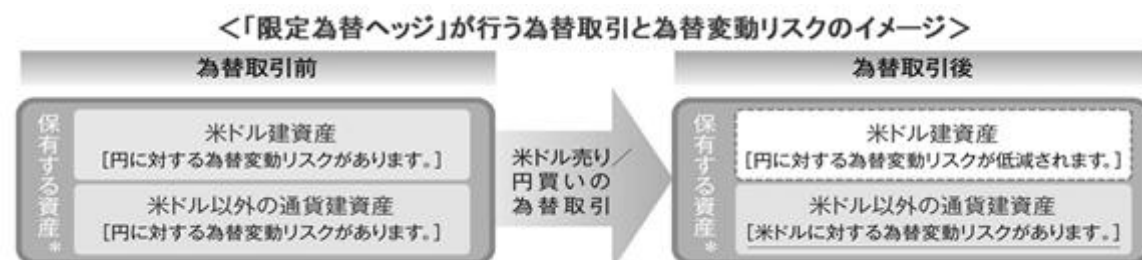 ＜「限定為替ヘッジ」が行う為替取引と為替変動リスクのイメージ＞
為替取引前
保有する資産*
米ドル建資産
[円に対する為替変動リスクがあります。]
米ドル以外の通貨建資産
[円に対する為替変動リスクがあります。]
米ドル売り／
円買いの
為替取引
為替取引後
保有する資産*
米ドル建資産
[円に対する為替変動リスクが低減されます。]
米ドル以外の通貨建資産
[米ドルに対する為替変動リスクがあります。]